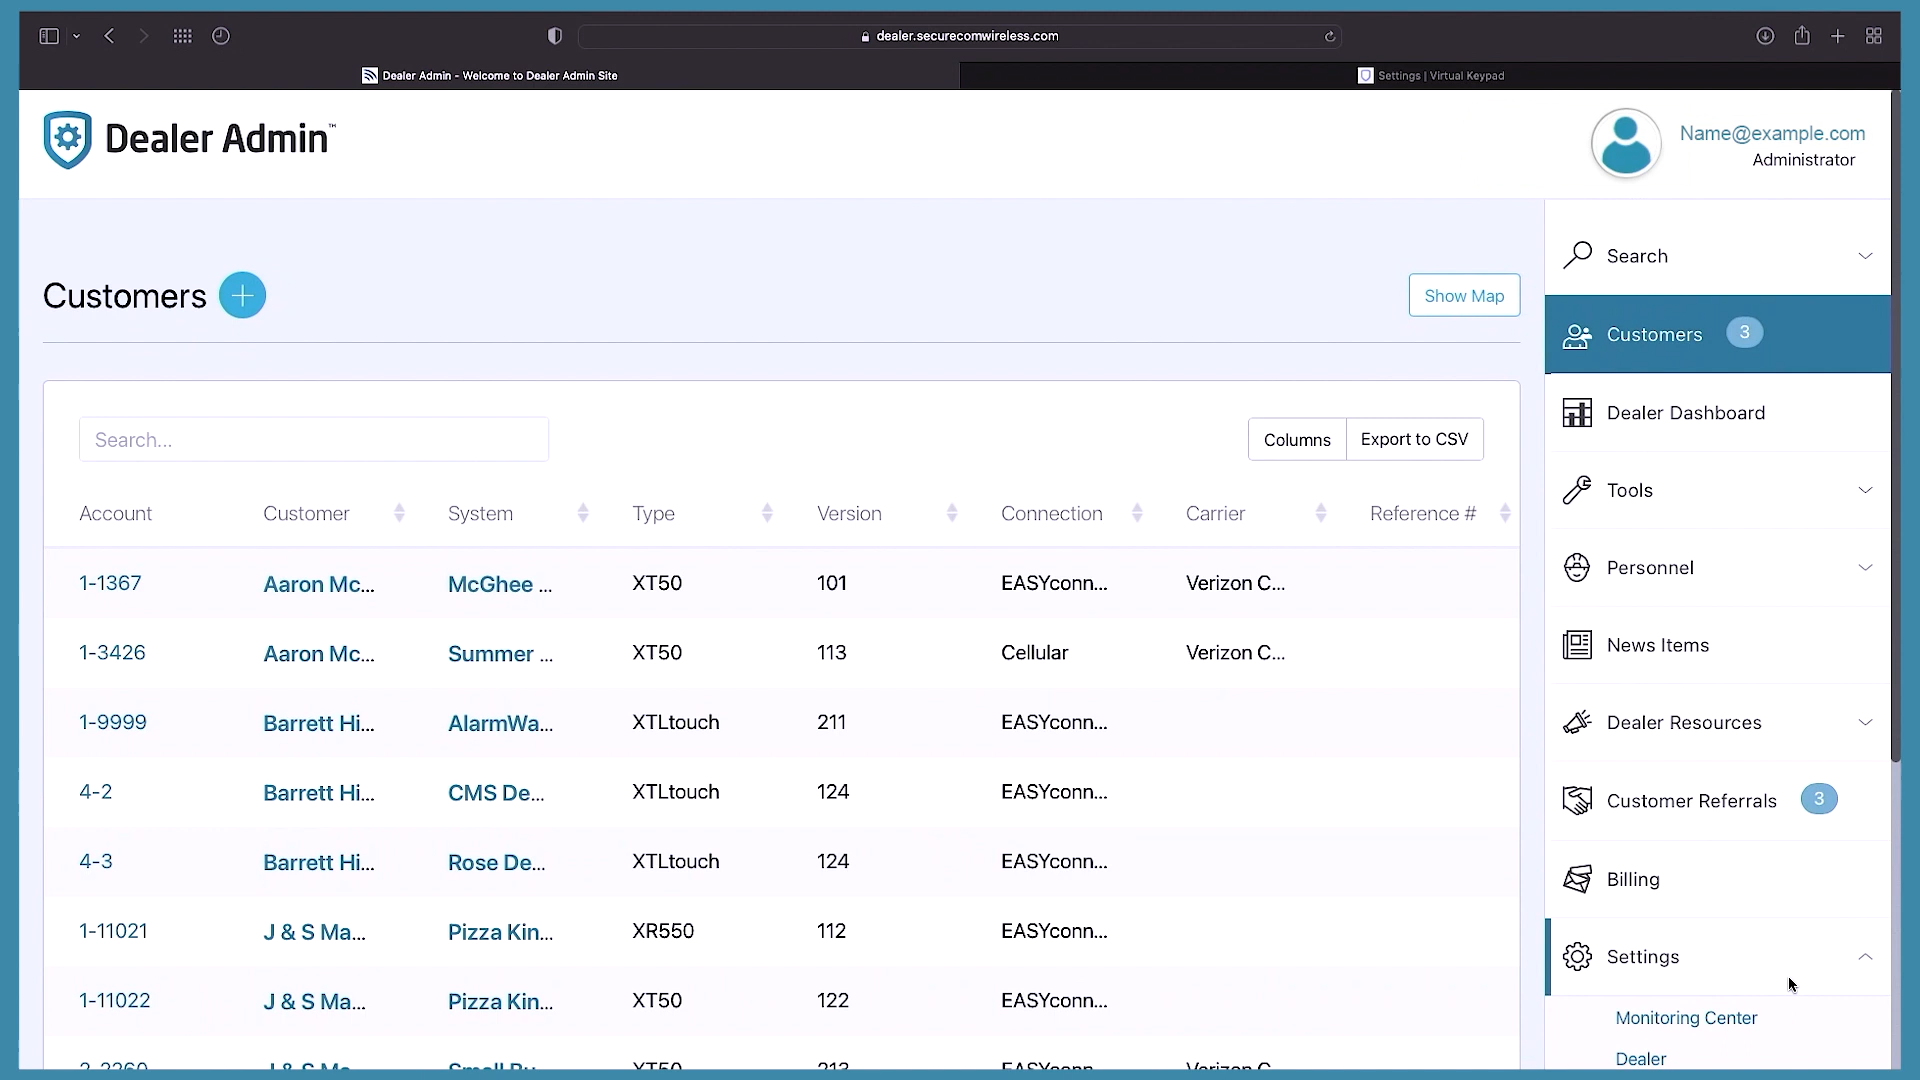 dealer.securecomwireless.com
Dealer Admin - Welcome to Dealer Admin Site
Settings | Virtual Keypad
Dealer Admin™
Name@example.com
Administrator
Customers
Show Map
Search...
Columns
Export to CSV
Account Customer System Type Version Connection Carrier Reference #
1-1367 Aaron Mc... McGhee ... XT50 101 EASYconn... Verizon C...
1-3426 Aaron Mc... Summer ... XT50 113 Cellular Verizon C...
1-9999 Barrett Hi... AlarmWa... XTLtouch 211 EASYconn...
4-2 Barrett Hi... CMS De... XTLtouch 124 EASYconn...
4-3 Barrett Hi... Rose De... XTLtouch 124 EASYconn...
1-11021 J & S Ma... Pizza Kin... XR550 112 EASYconn...
1-11022 J & S Ma... Pizza Kin... XT50 122 EASYconn...
Search
Customers 3
Dealer Dashboard
Tools
Personnel
News Items
Dealer Resources
Customer Referrals 3
Billing
Settings
Monitoring Center
Dealer